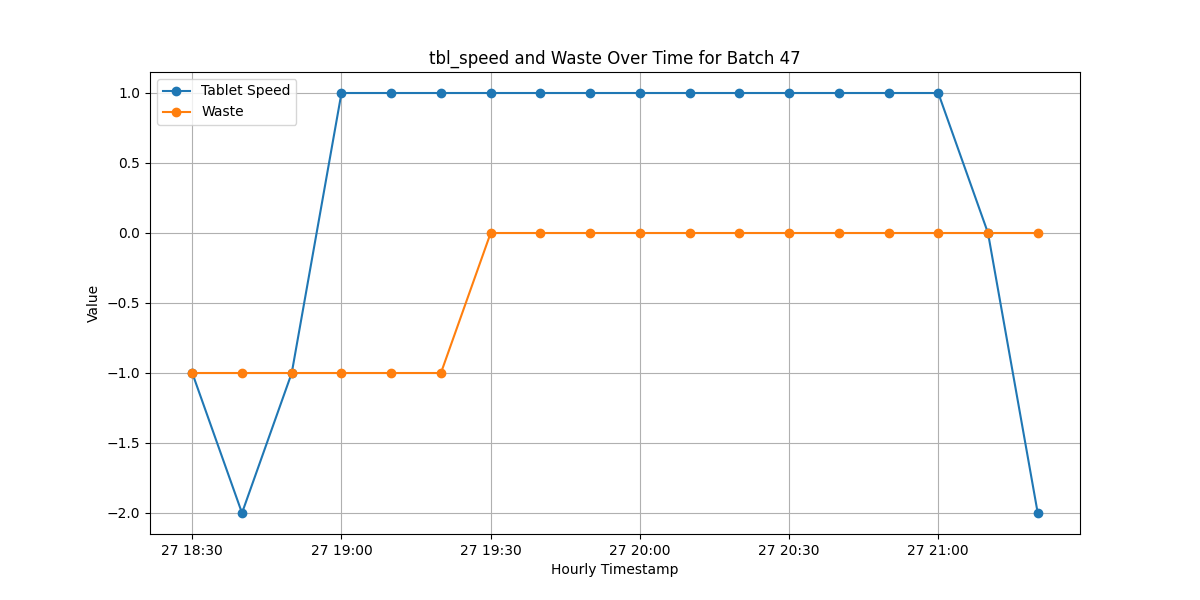 tbl_speed and Waste Over Time for Batch 47
Tablet Speed
Waste
1.0
0.5
0.0
−0.5
−1.0
−1.5
−2.0
Value
27 18:30 27 19:00 27 19:30 27 20:00 27 20:30 27 21:00
Hourly Timestamp